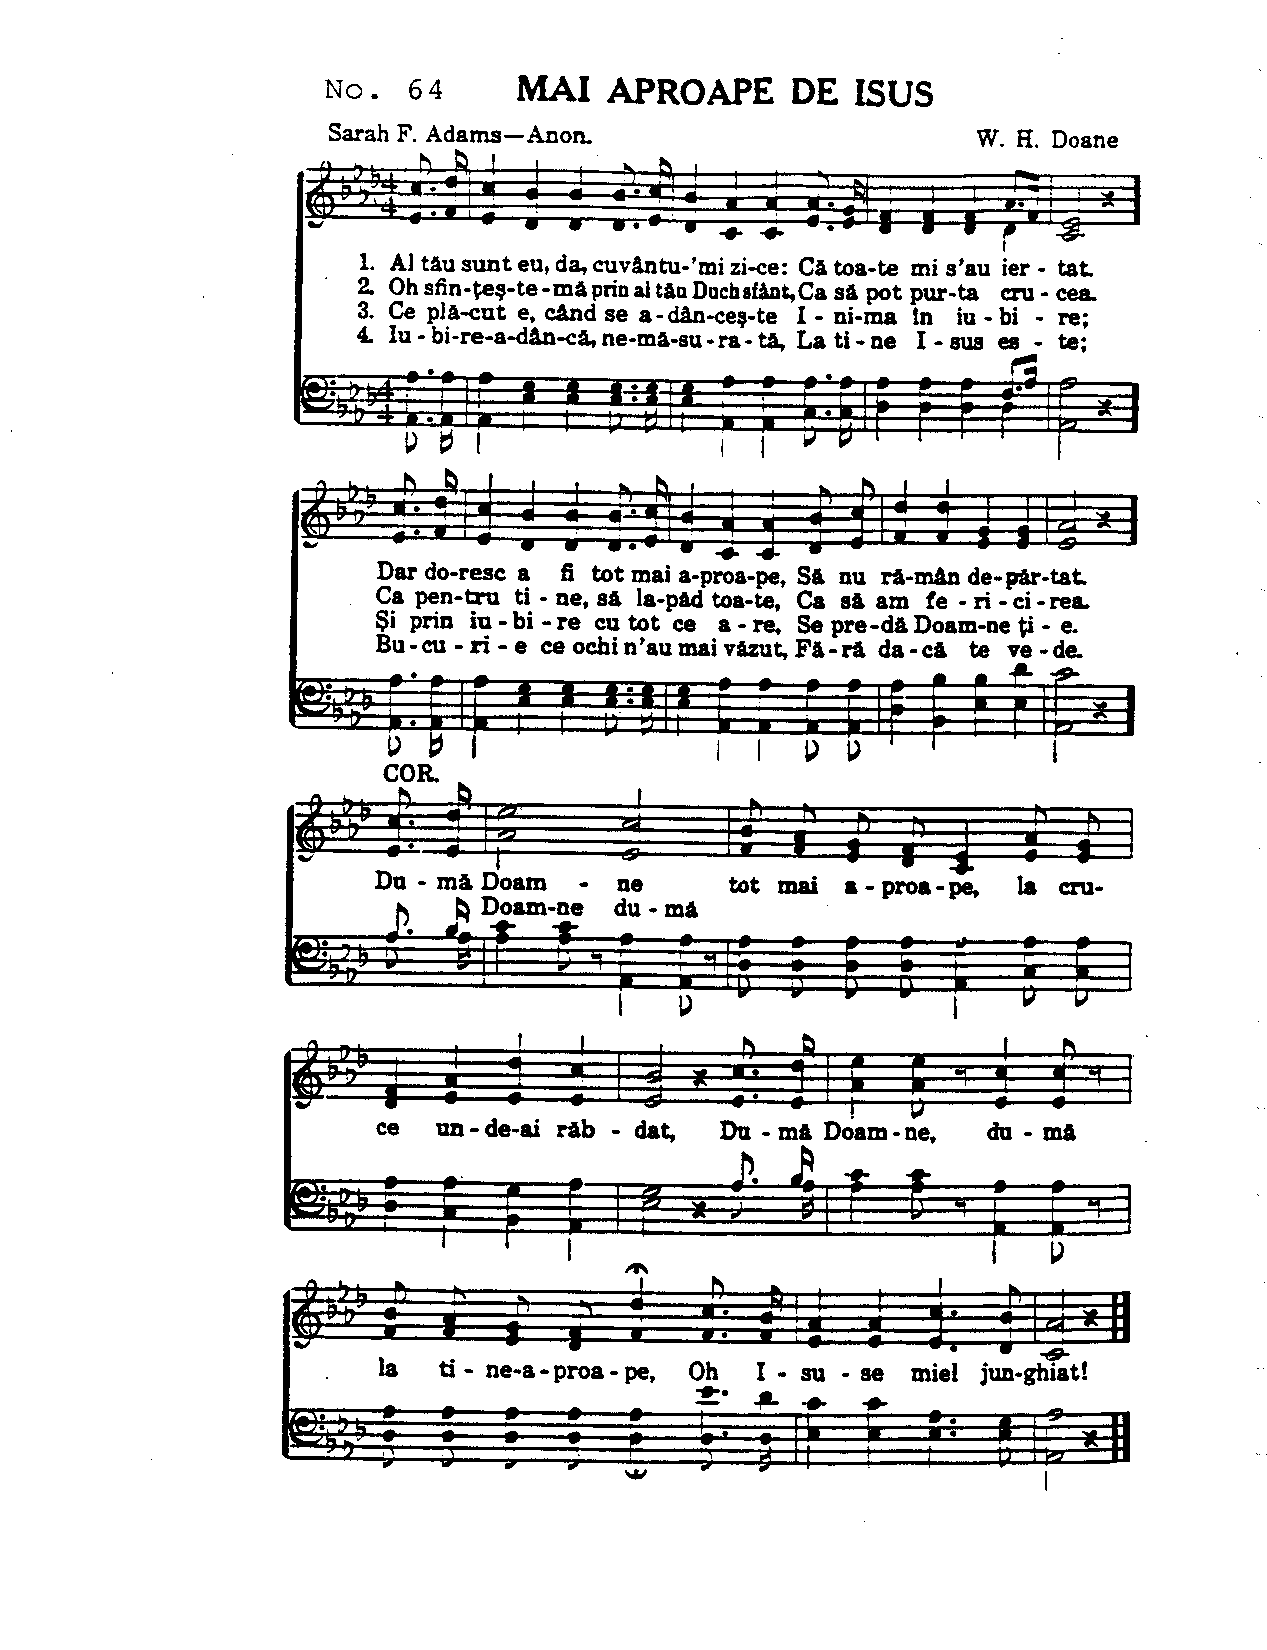 No. 64 MAI APROAPE DE ISUS
Sarah F. Adams—Anon. W. H. Doane
1. Al tău sunt eu, da, cuvântu-'mi zi-ce: Că toa-te mi s'au ier - tat.
2. Oh sfin-țeș-te-mă prin al tău Duch sfânt, Ca să pot pur-ta cru - cea.
3. Ce plă-cut e, când se a-dân-ceș-te I - ni-ma in iu - bi - re;
4. Iu - bi-re-a-dân-că, ne-mă-su-ra-tă, La ti - ne I - sus es - te;
Dar do-resc a fi tot mai a-proa-pe, Să nu ră-mân de-păr-tat.
Ca pen-tru ti - ne, să la-păd toa-te, Ca să am fe - ri - ci - rea.
Și prin iu - bi - re cu tot ce a - re, Se pre-dă Doam-ne ți - e.
Bu - cu - ri - e ce ochi n'au mai văzut, Fă - ră da - că te ve - de.
COR.
Du - mă Doam - ne tot mai a - proa - pe, la cru-
Doam-ne du - mă
ce un - de-ai răb - dat, Du - mă Doam - ne, du - mă
la ti - ne-a-proa - pe, Oh I - su - se miel jun-ghiat!